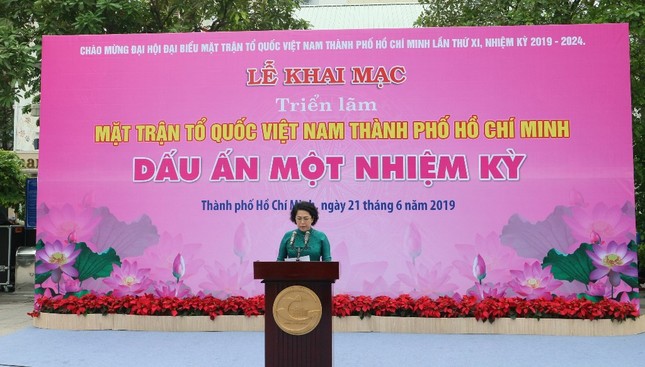 CHÀO MỪNG ĐẠI HỘI ĐẠI BIỂU MẶT TRẬN TỔ QUỐC VIỆT NAM THÀNH PHỐ HỒ CHÍ MINH LẦN THỨ XI, NHIỆM KỲ 2019 - 2024.
LỄ KHAI MẠC
Triển lãm
MẶT TRẬN TỔ QUỐC VIỆT NAM THÀNH PHỐ HỒ CHÍ MINH
DẤU ẤN MỘT NHIỆM KỲ
Thành phố Hồ Chí Minh, ngày 21 tháng 6 năm 2019